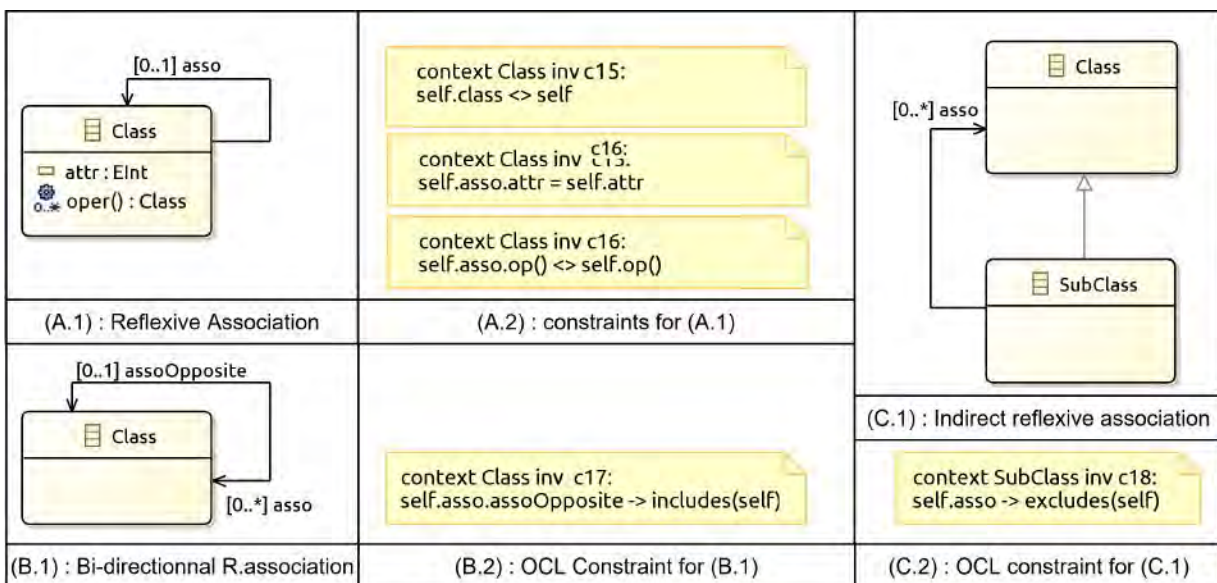 [0..1] asso
Class
attr : EInt
0..* oper() : Class
(A.1) : Reflexive Association
context Class inv c15:
self.class <> self
context Class inv c16:
self.asso.attr = self.attr
context Class inv c16:
self.asso.op() <> self.op()
(A.2) : constraints for (A.1)
Class
[0..*] asso
SubClass
(C.1) : Indirect reflexive association
[0..1] assoOpposite
Class
[0..*] asso
(B.1) : Bi-directionnal R.association
context Class inv c17:
self.asso.assoOpposite -> includes(self)
(B.2) : OCL Constraint for (B.1)
context SubClass inv c18:
self.asso -> excludes(self)
(C.2) : OCL constraint for (C.1)